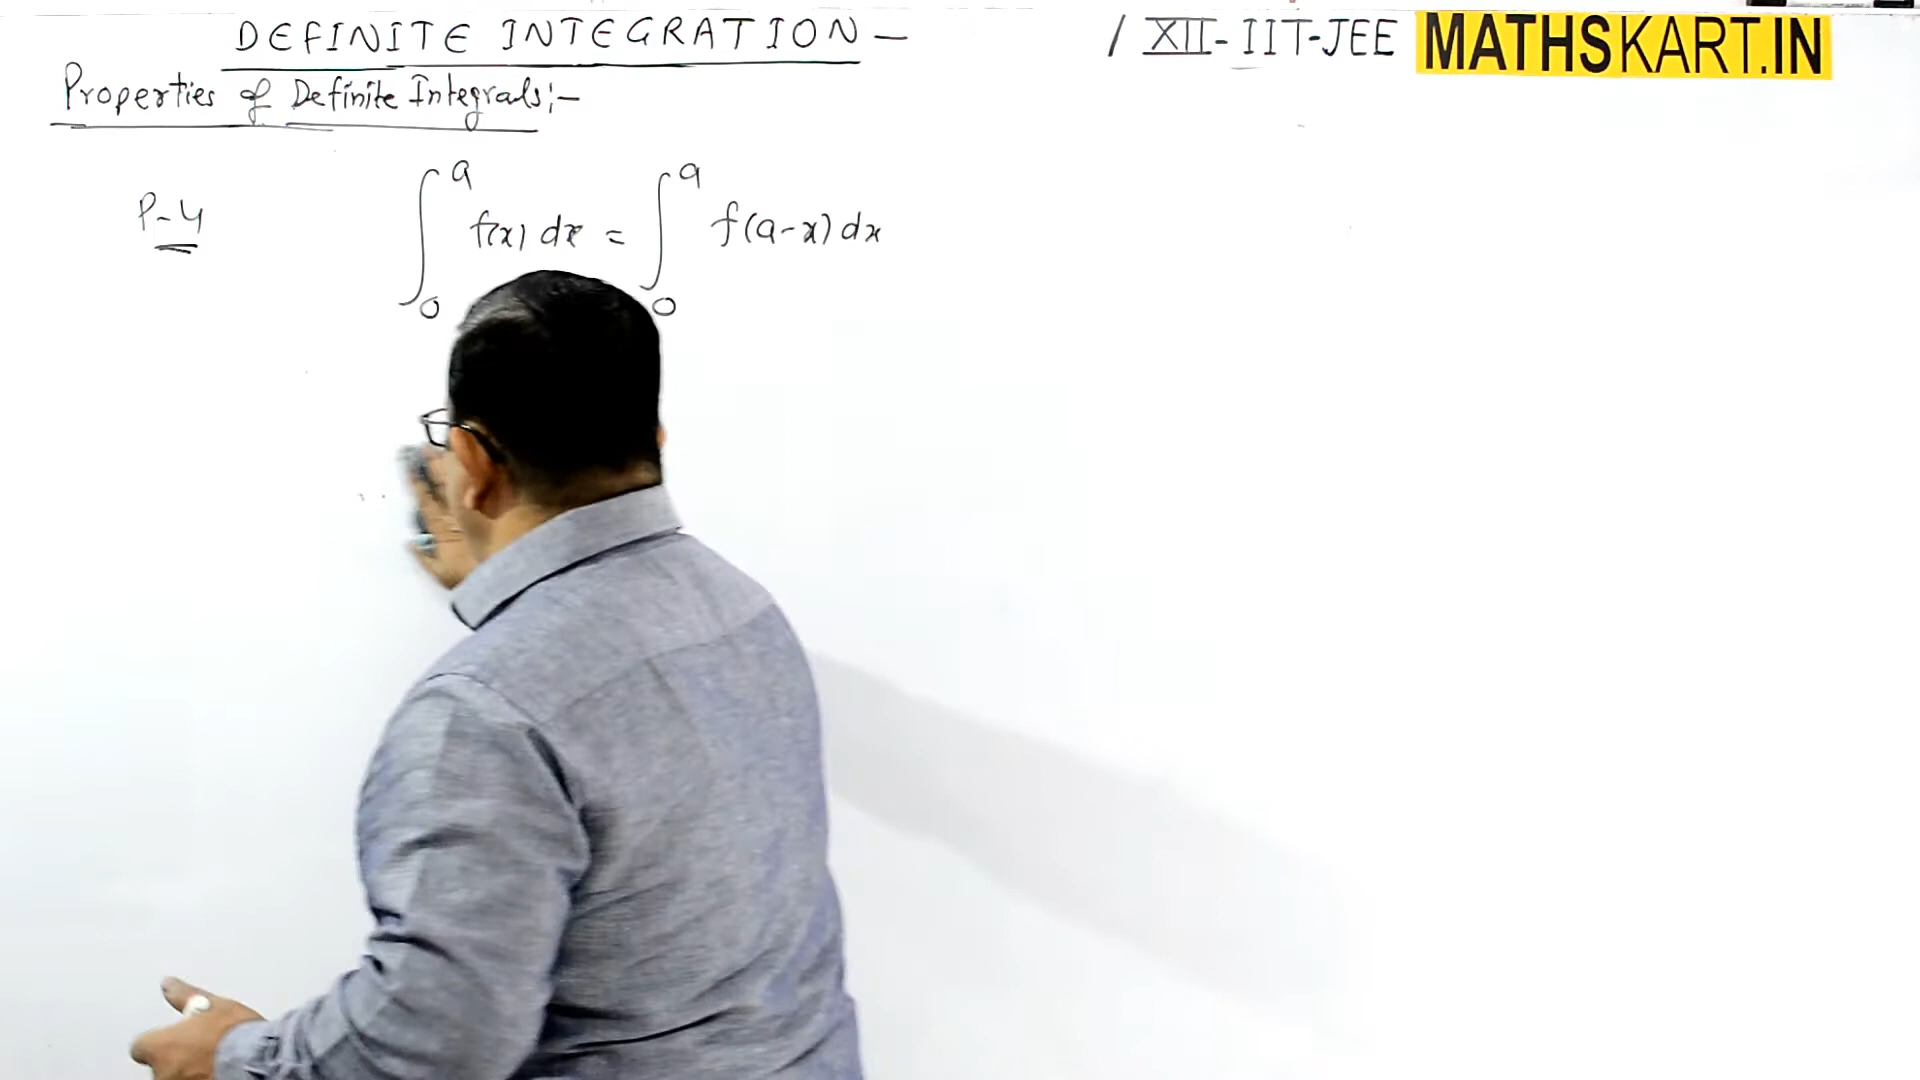 DEFINITE INTEGRATION — / XII - IIT-JEE MATHSKART.IN
Properties of Definite Integrals:-
P-4 ∫₀ᵃ f(x) dx = ∫₀ᵃ f(a-x) dx